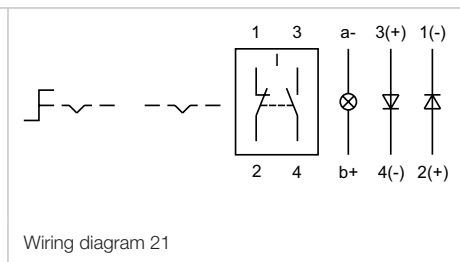 1 3 a- 3(+) 1(-)
I
2 4 b+ 4(-) 2(+)
Wiring diagram 21